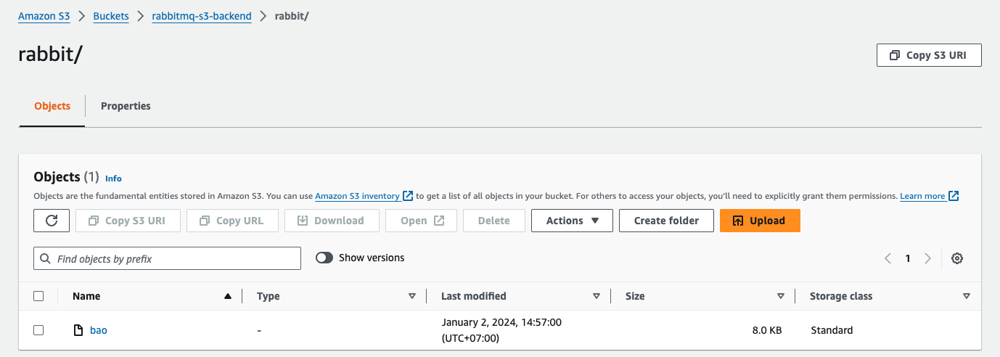 Amazon S3 > Buckets > rabbitmq-s3-backend > rabbit/
rabbit/
Copy S3 URI
Objects Properties
Objects (1) Info
Objects are the fundamental entities stored in Amazon S3. You can use Amazon S3 inventory to get a list of all objects in your bucket. For others to access your objects, you’ll need to explicitly grant them permissions. Learn more
Copy S3 URI Copy URL Download Open Delete Actions Create folder Upload
Find objects by prefix Show versions 1
Name Type Last modified Size Storage class
bao - January 2, 2024, 14:57:00 8.0 KB Standard
(UTC+07:00)